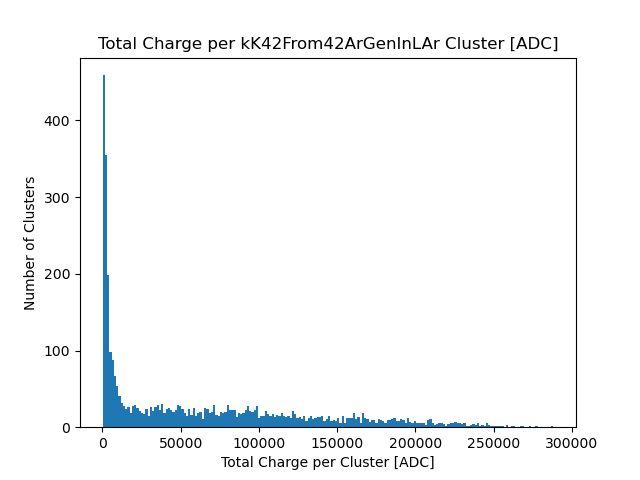 Total Charge per kK42From42ArGenInLAr Cluster [ADC]
Number of Clusters
400
300
200
100
0
0 50000 100000 150000 200000 250000 300000
Total Charge per Cluster [ADC]